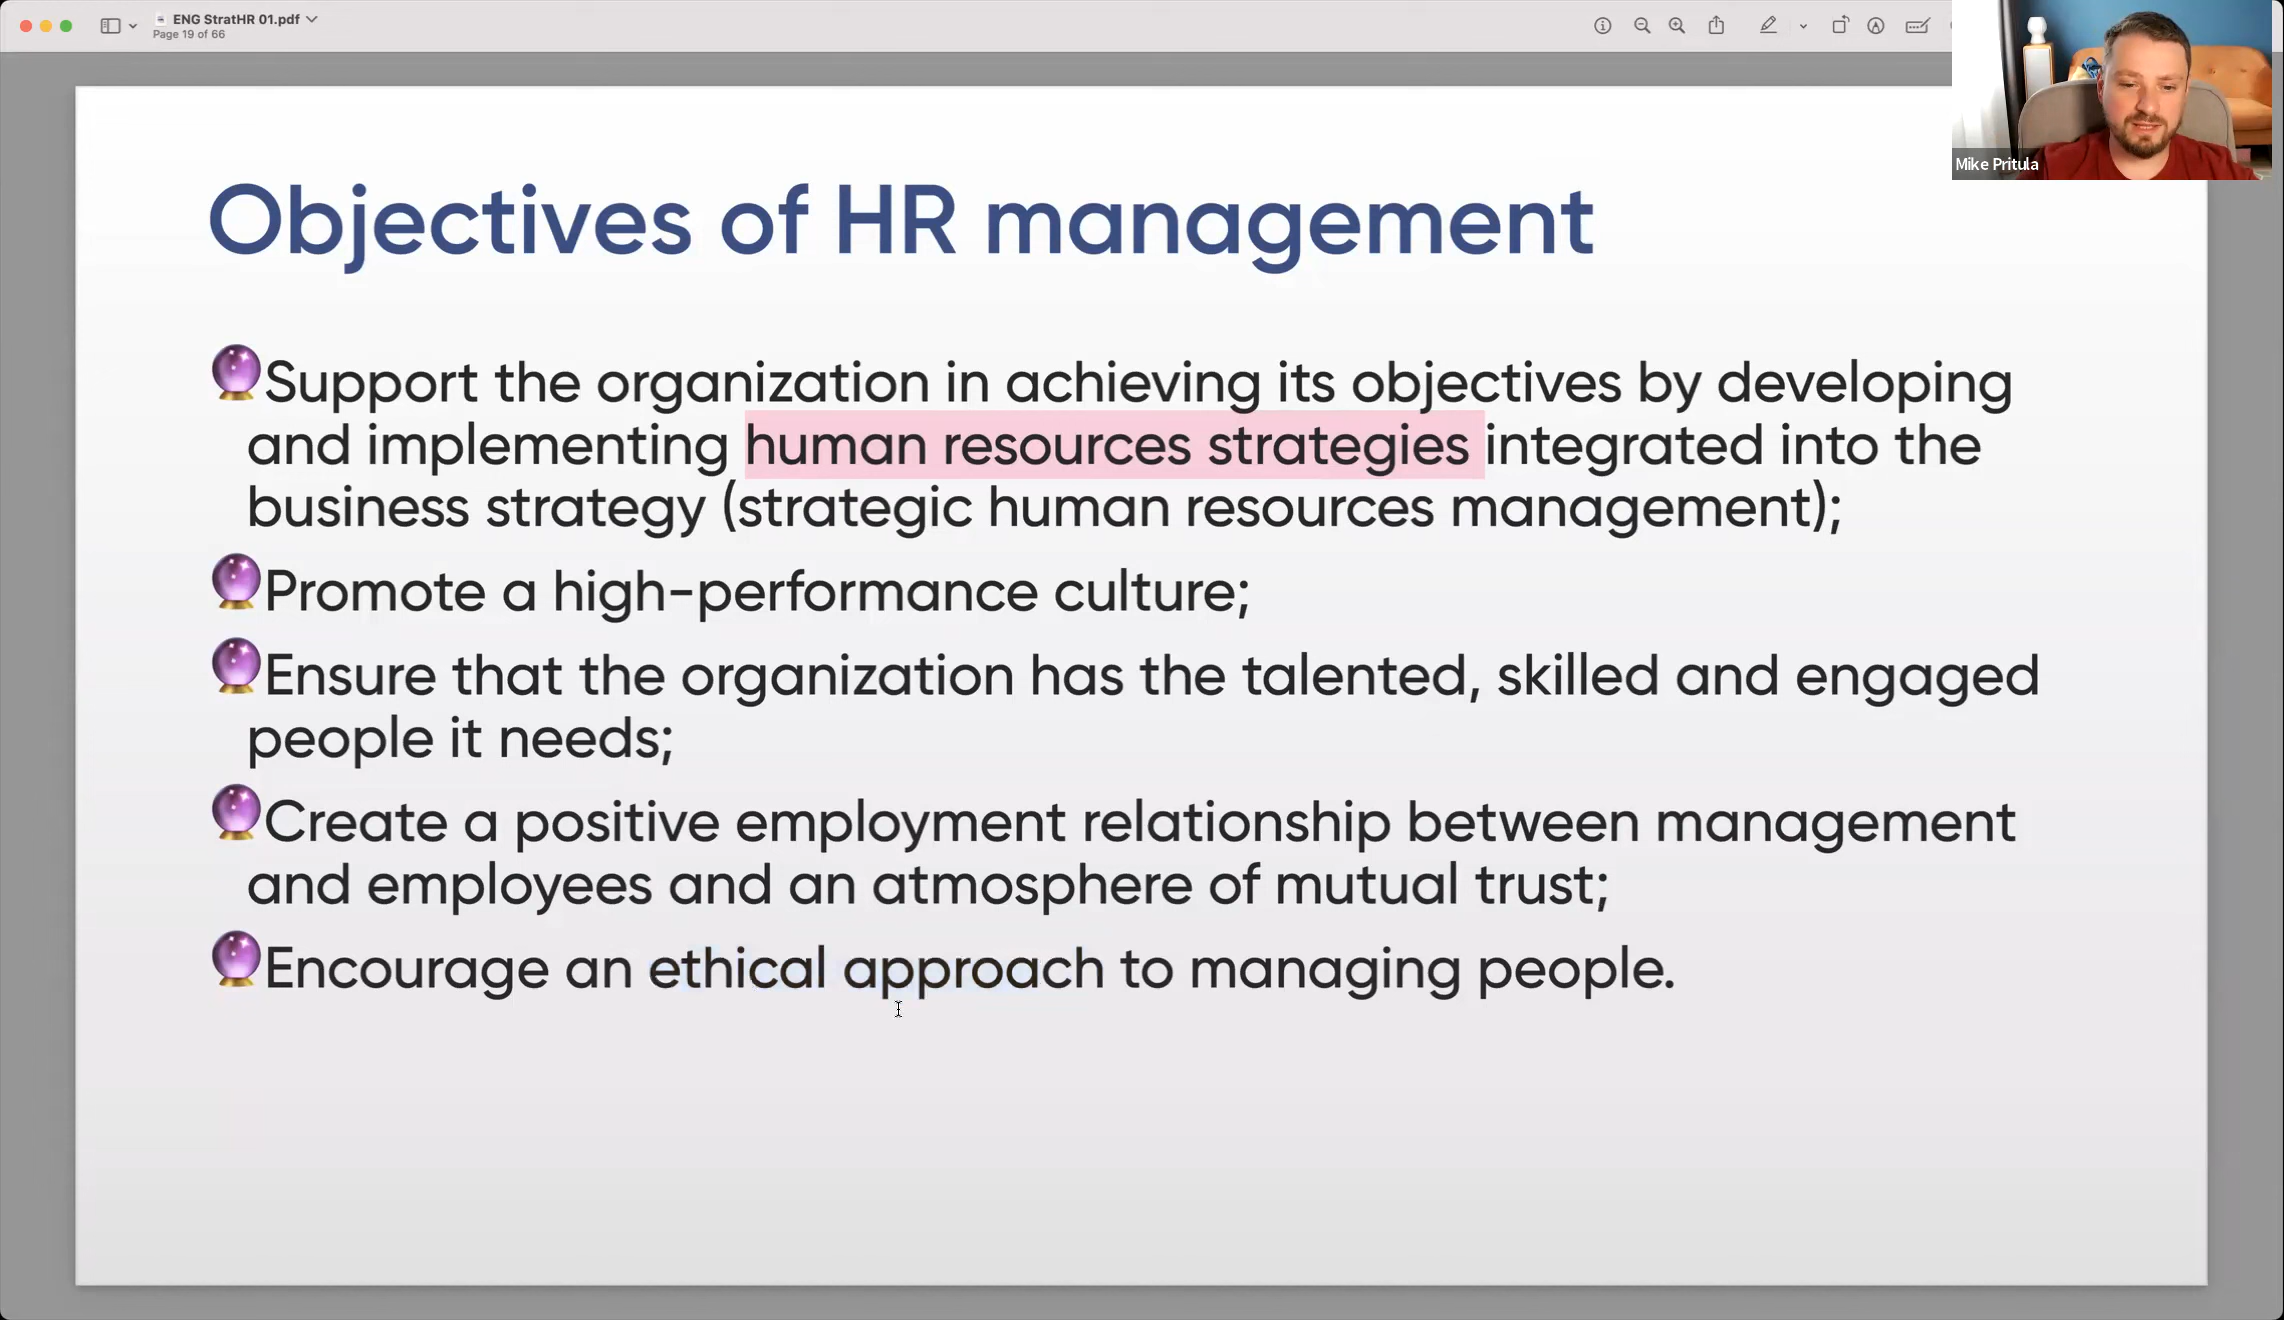 ENG StratHR 01.pdf
Page 19 of 66
Mike Pritula
Objectives of HR management
Support the organization in achieving its objectives by developing
and implementing human resources strategies integrated into the
business strategy (strategic human resources management);
Promote a high-performance culture;
Ensure that the organization has the talented, skilled and engaged
people it needs;
Create a positive employment relationship between management
and employees and an atmosphere of mutual trust;
Encourage an ethical approach to managing people.